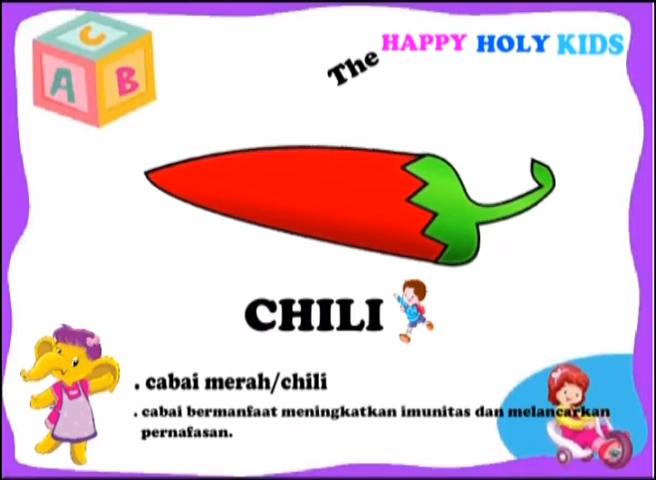 The HAPPY HOLY KIDS
C
A B
CHILI
. cabai merah/chili
. cabai bermanfaat meningkatkan imunitas dan melancarkan
pernafasan.